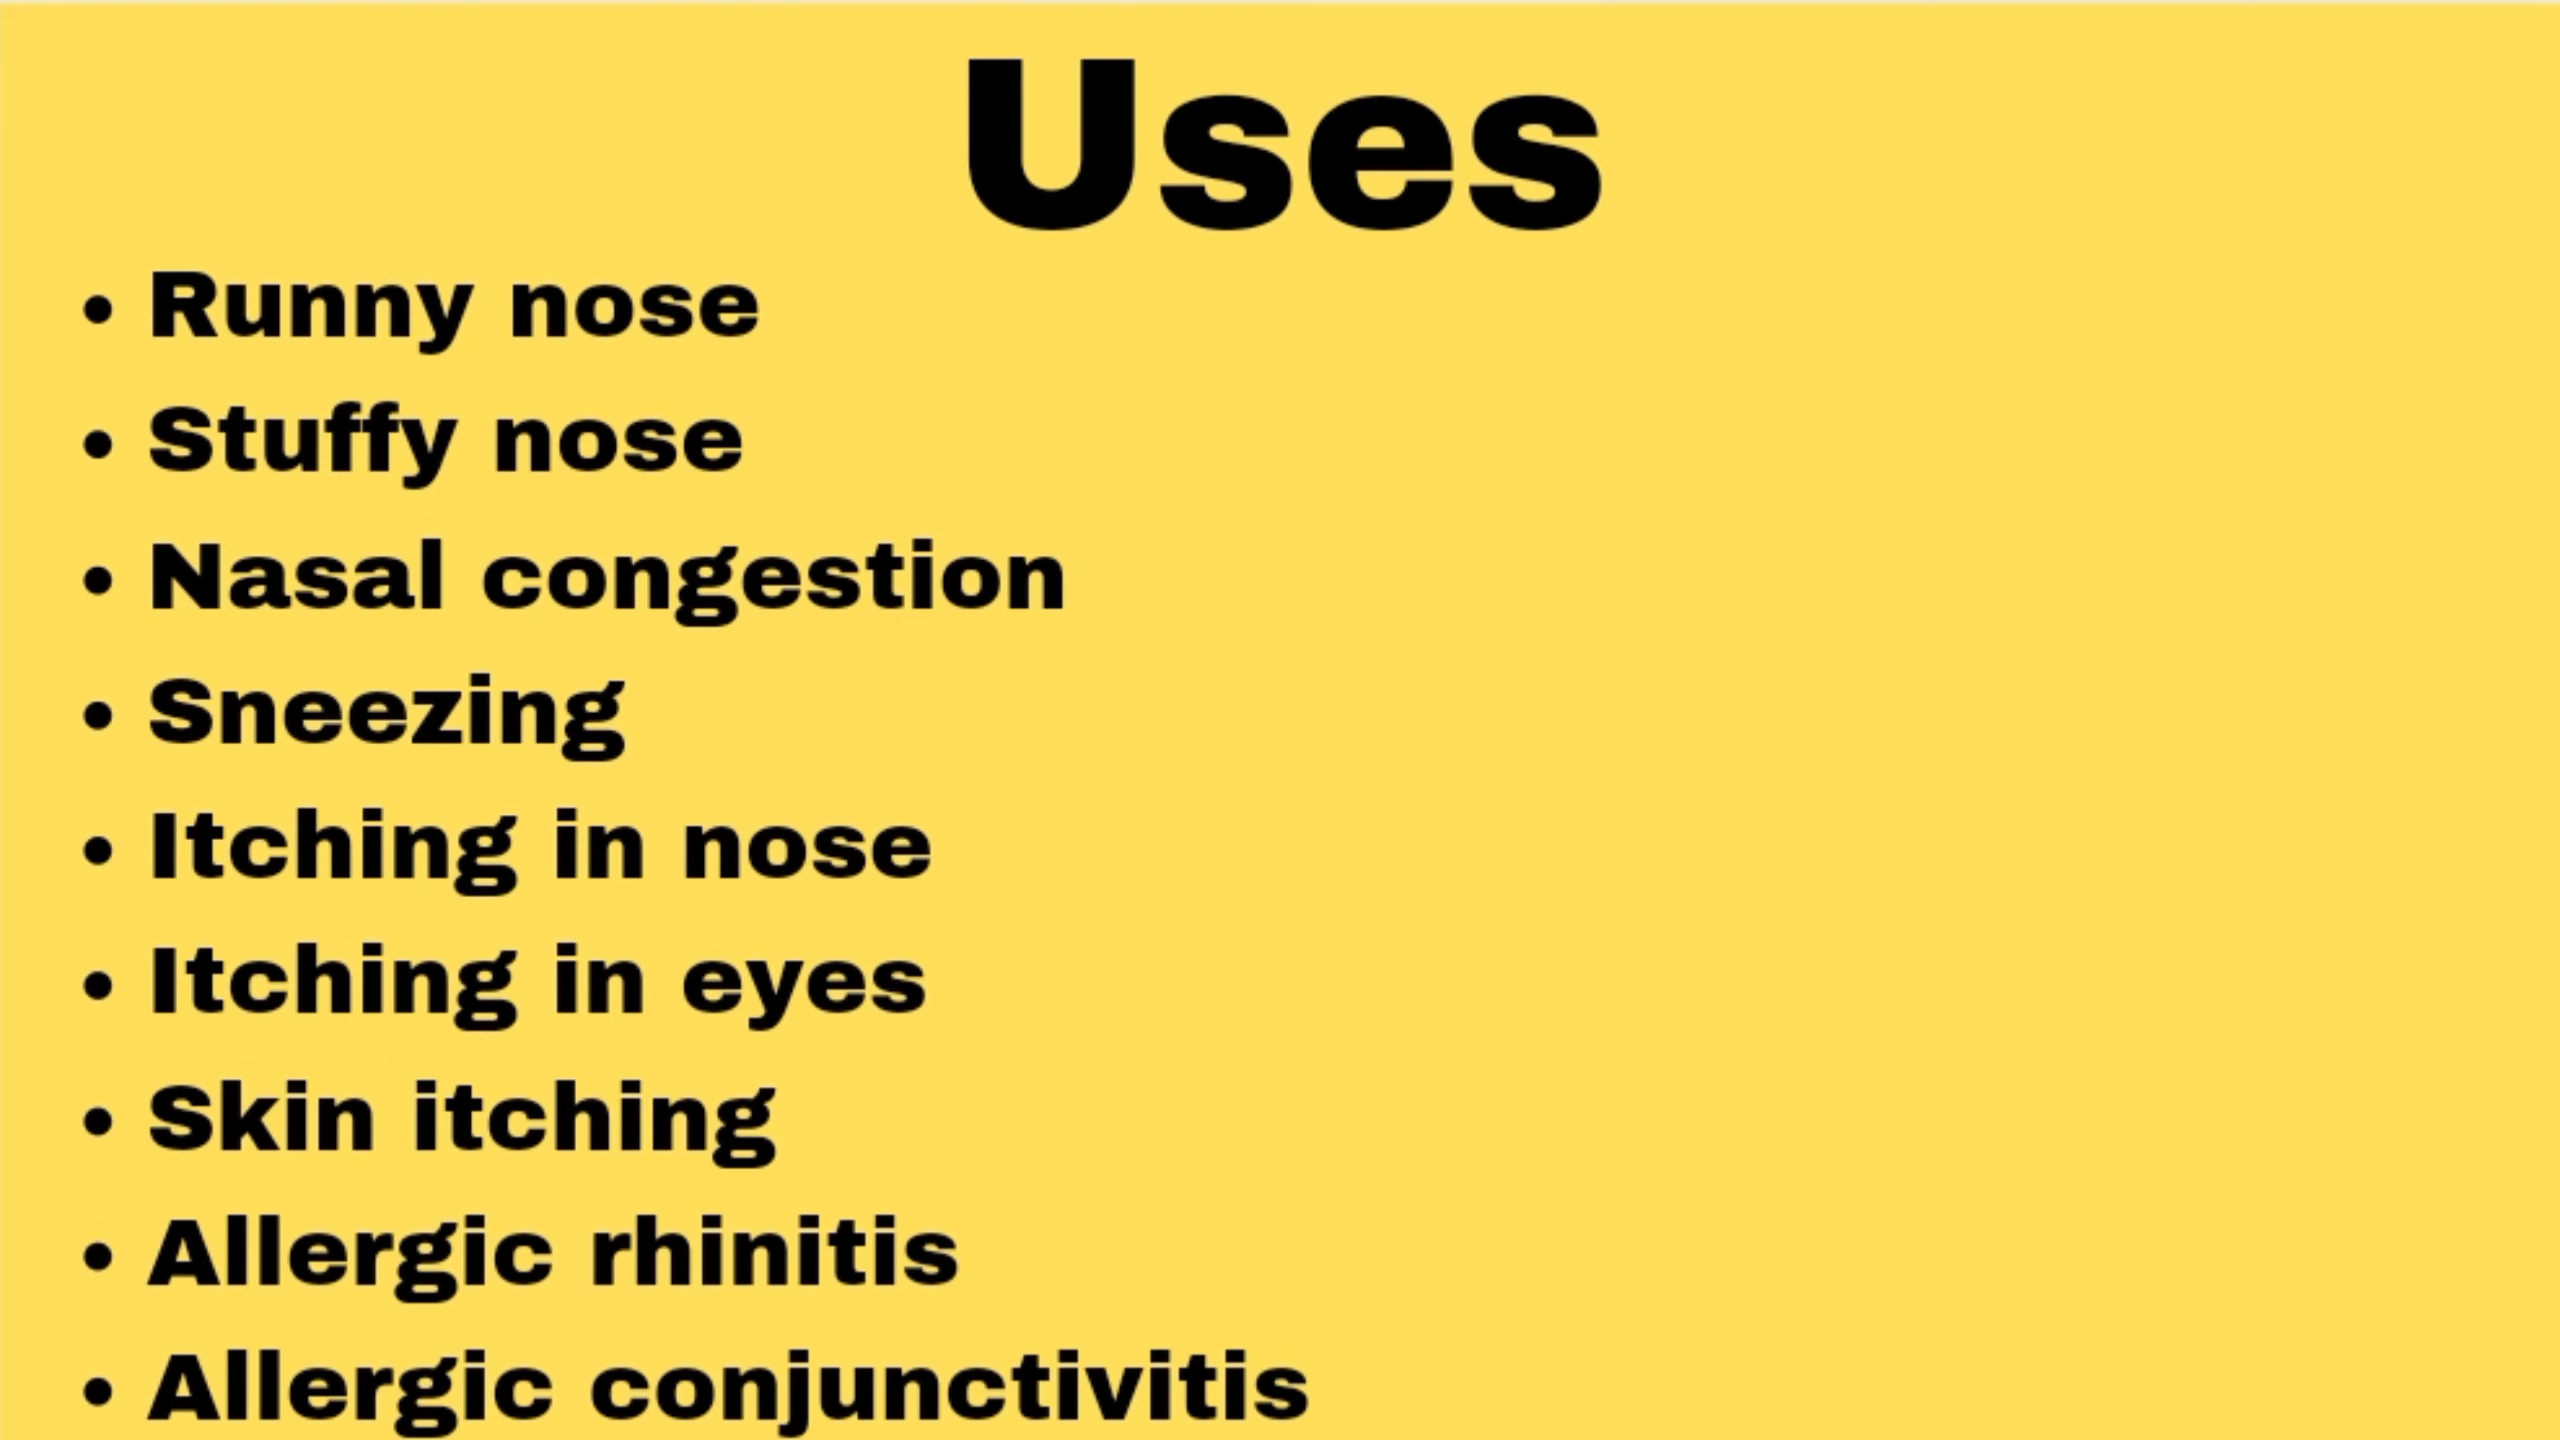 Uses
• Runny nose
• Stuffy nose
• Nasal congestion
• Sneezing
• Itching in nose
• Itching in eyes
• Skin itching
• Allergic rhinitis
• Allergic conjunctivitis